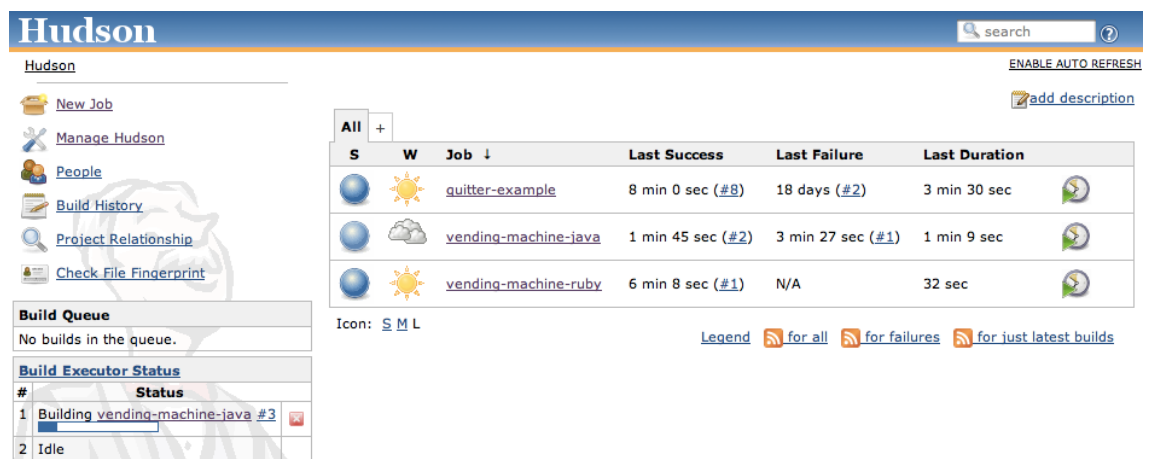 Hudson
search
Hudson
ENABLE AUTO REFRESH
New Job
Manage Hudson
People
Build History
Project Relationship
Check File Fingerprint
Build Queue
No builds in the queue.
Build Executor Status
# Status
1 Building vending-machine-java #3
2 Idle
add description
All +
S W Job ↓ Last Success Last Failure Last Duration
quitter-example 8 min 0 sec (#8) 18 days (#2) 3 min 30 sec
vending-machine-java 1 min 45 sec (#2) 3 min 27 sec (#1) 1 min 9 sec
vending-machine-ruby 6 min 8 sec (#1) N/A 32 sec
Icon: S M L
Legend for all for failures for just latest builds